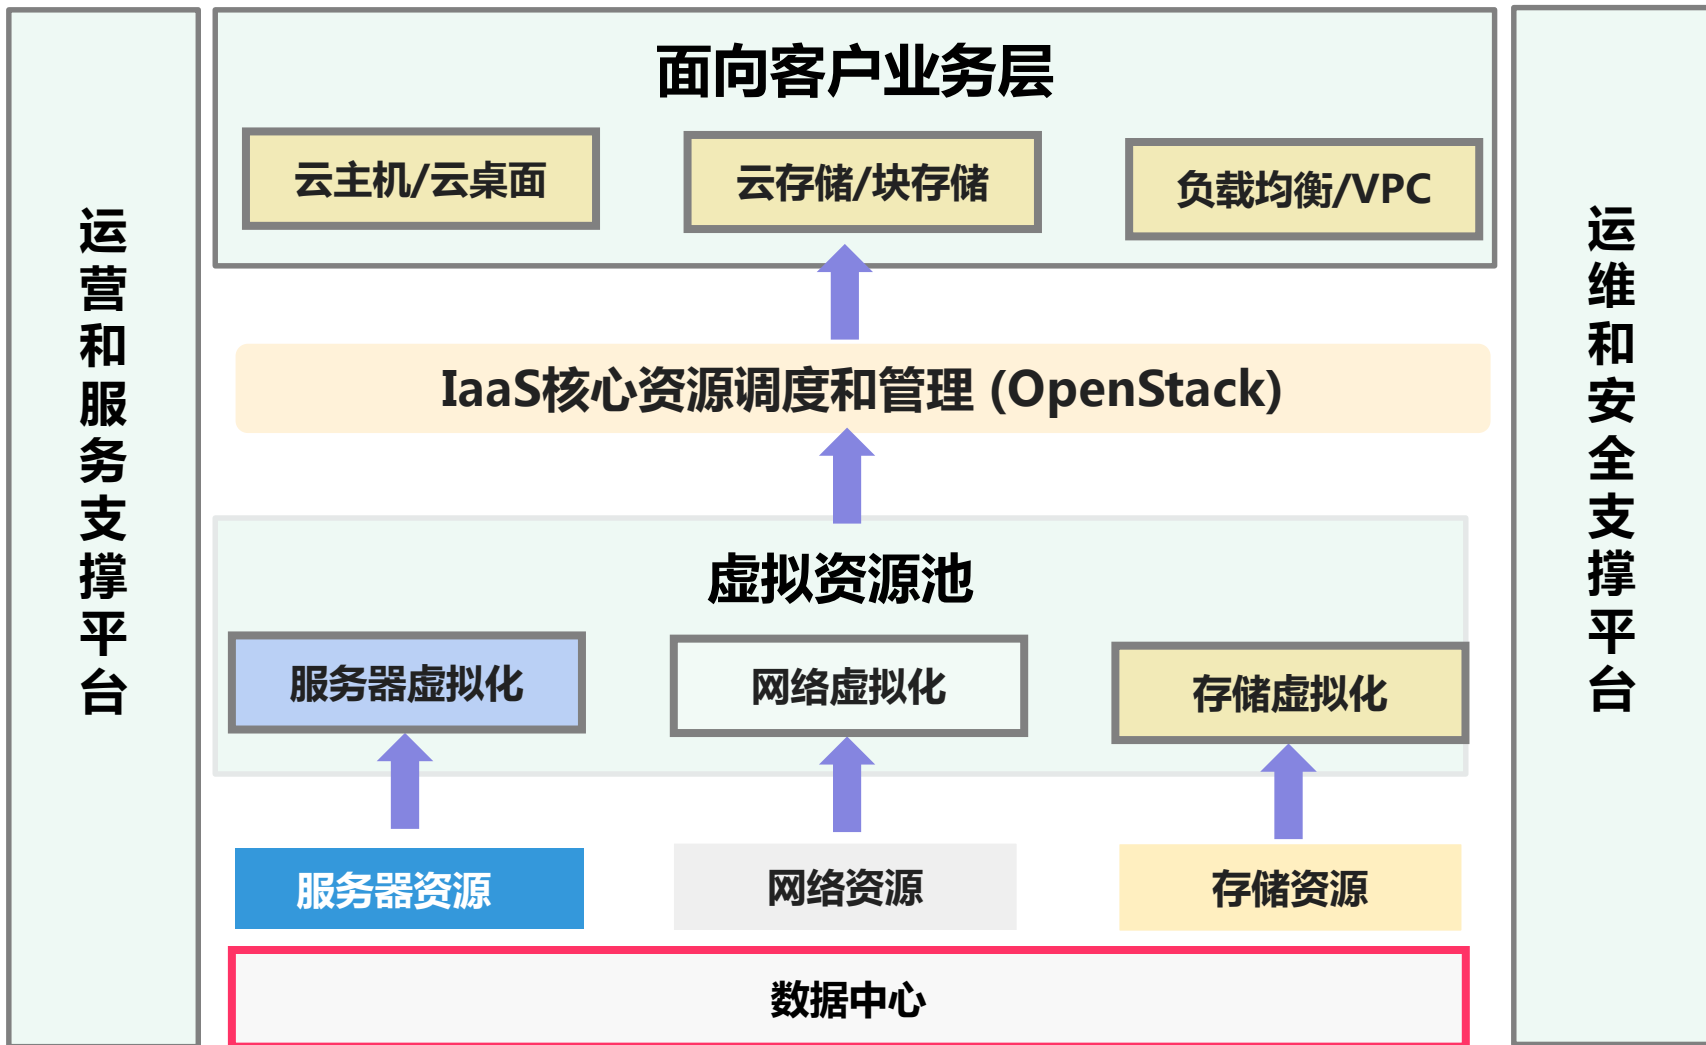 运营和服务支撑平台
面向客户业务层
云主机/云桌面
云存储/块存储
负载均衡/VPC
IaaS核心资源调度和管理 (OpenStack)
虚拟资源池
服务器虚拟化
网络虚拟化
存储虚拟化
服务器资源
网络资源
存储资源
数据中心
运维和安全支撑平台